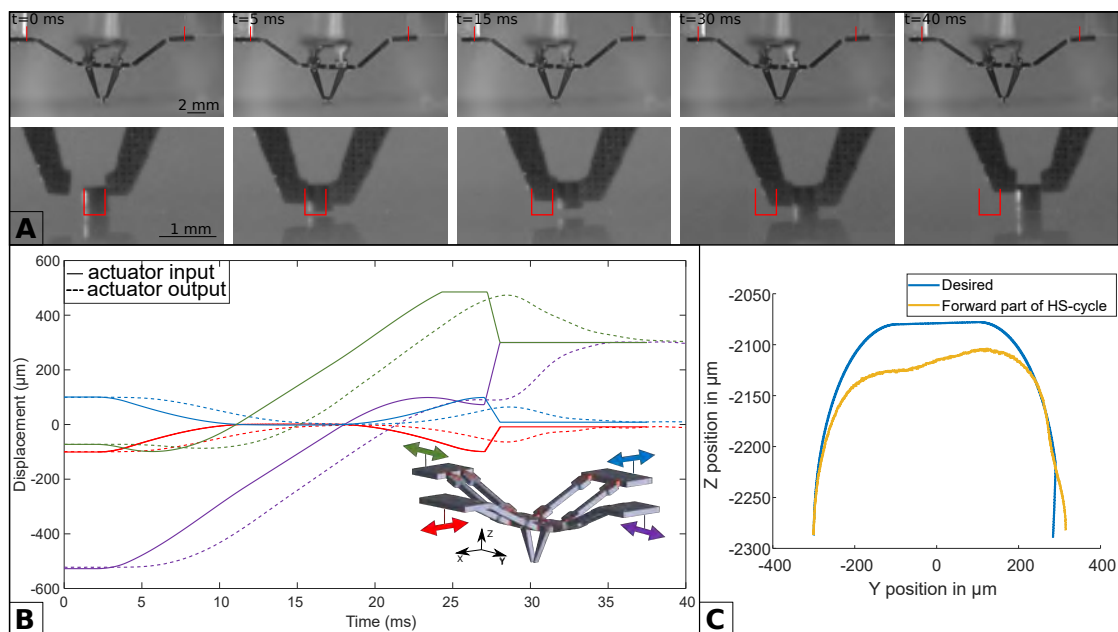 t=0 ms
t=5 ms
t=15 ms
t=30 ms
t=40 ms
2 mm
1 mm
A
600
400
200
0
-200
-400
-600
Displacement (µm)
actuator input
actuator output
Z
X
Y
0
5
10
15
20
25
30
35
40
Time (ms)
B
-2050
-2100
-2150
-2200
-2250
-2300
Z position in µm
Desired
Forward part of HS-cycle
-400
-200
0
200
400
Y position in µm
C